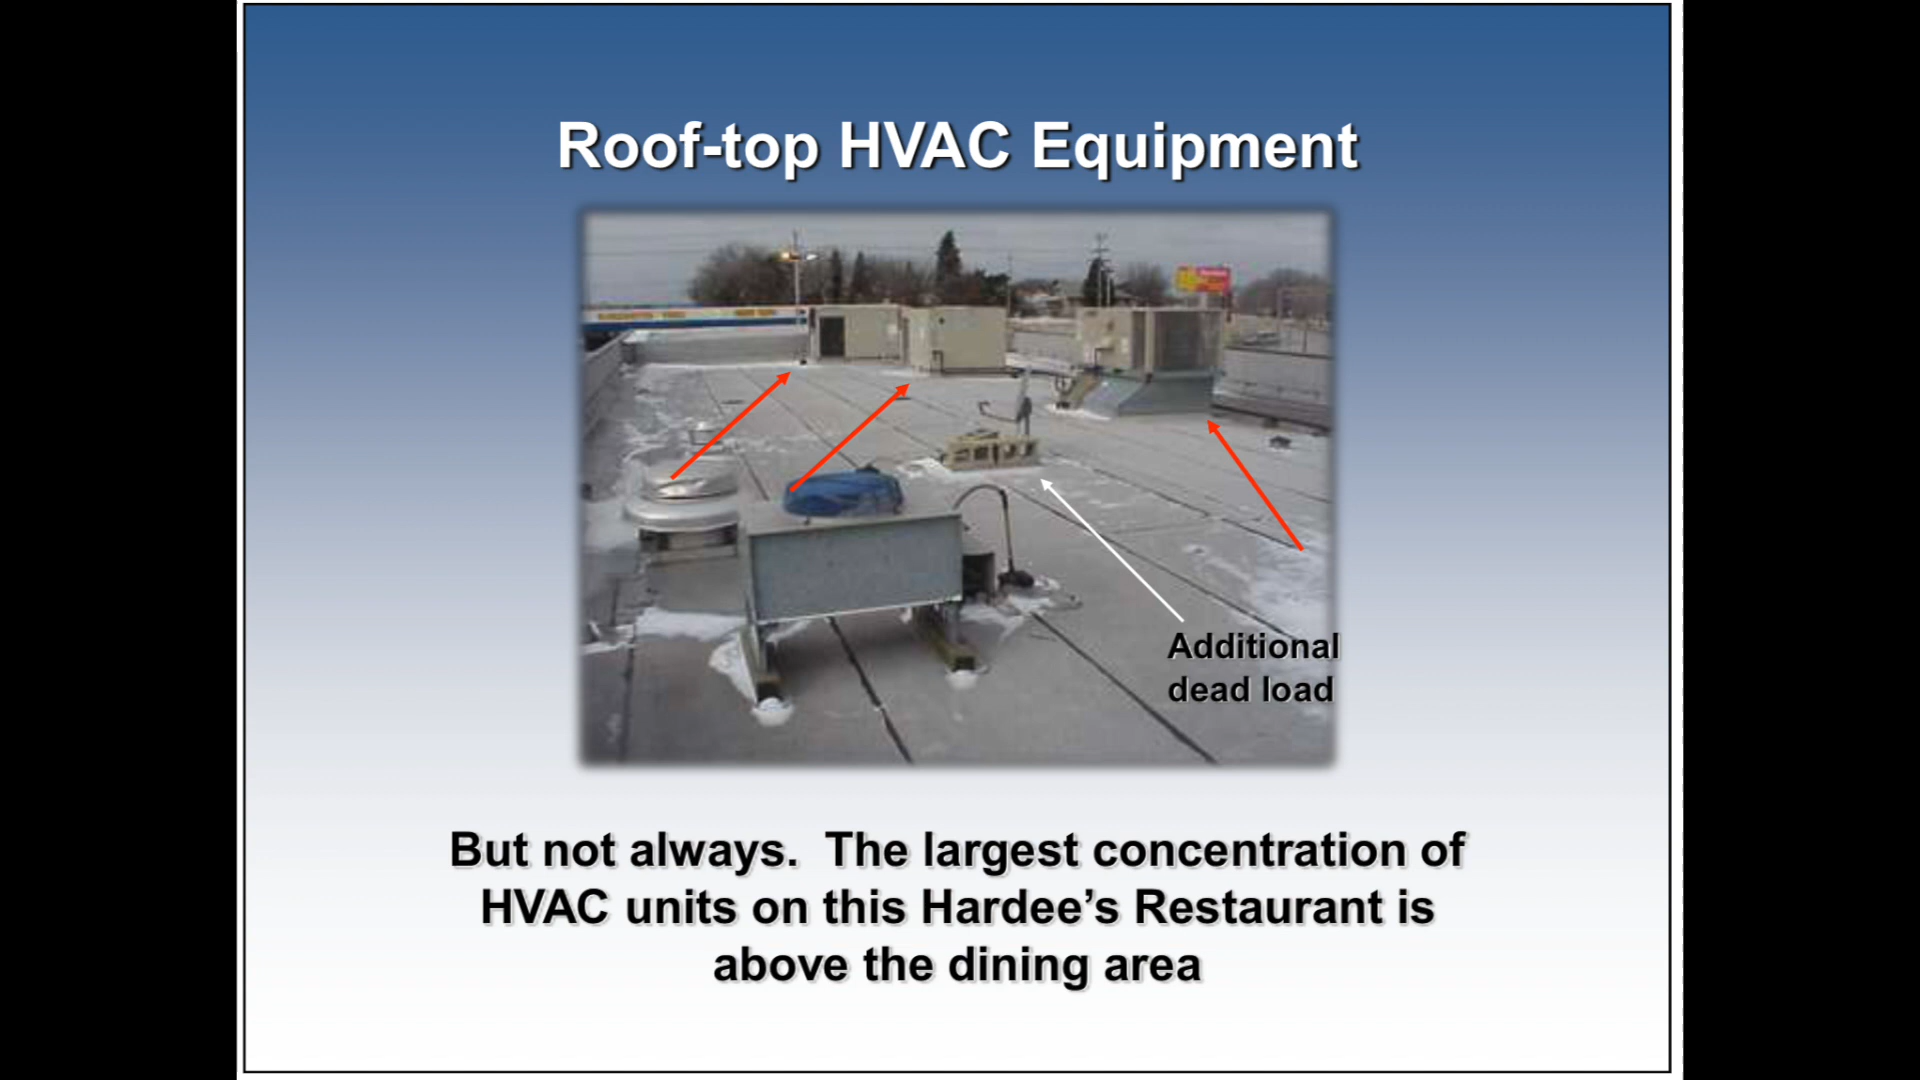 Roof-top HVAC Equipment
Additional
dead load
But not always.  The largest concentration of
HVAC units on this Hardee’s Restaurant is
above the dining area